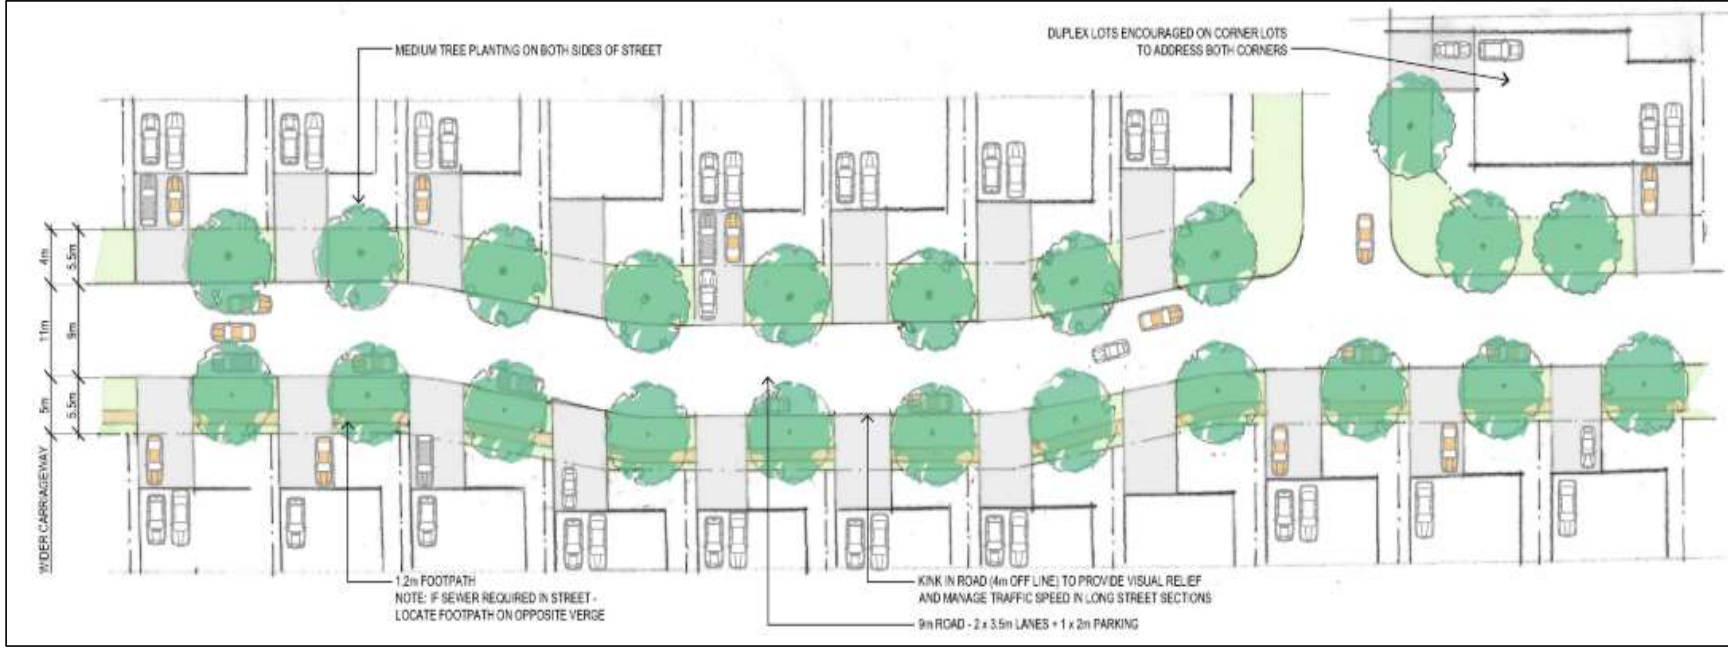 MEDIUM TREE PLANTING ON BOTH SIDES OF STREET
DUPLEX LOTS ENCOURAGED ON CORNER LOTS
TO ADDRESS BOTH CORNERS
4m
5.5m
11m
9m
5m
5.5m
WIDER CARRIAGEWAY
1.2m FOOTPATH
NOTE: IF SEWER REQUIRED IN STREET -
LOCATE FOOTPATH ON OPPOSITE VERGE
KINK IN ROAD (4m OFF LINE) TO PROVIDE VISUAL RELIEF
AND MANAGE TRAFFIC SPEED IN LONG STREET SECTIONS
9m ROAD - 2 x 3.5m LANES + 1 x 2m PARKING